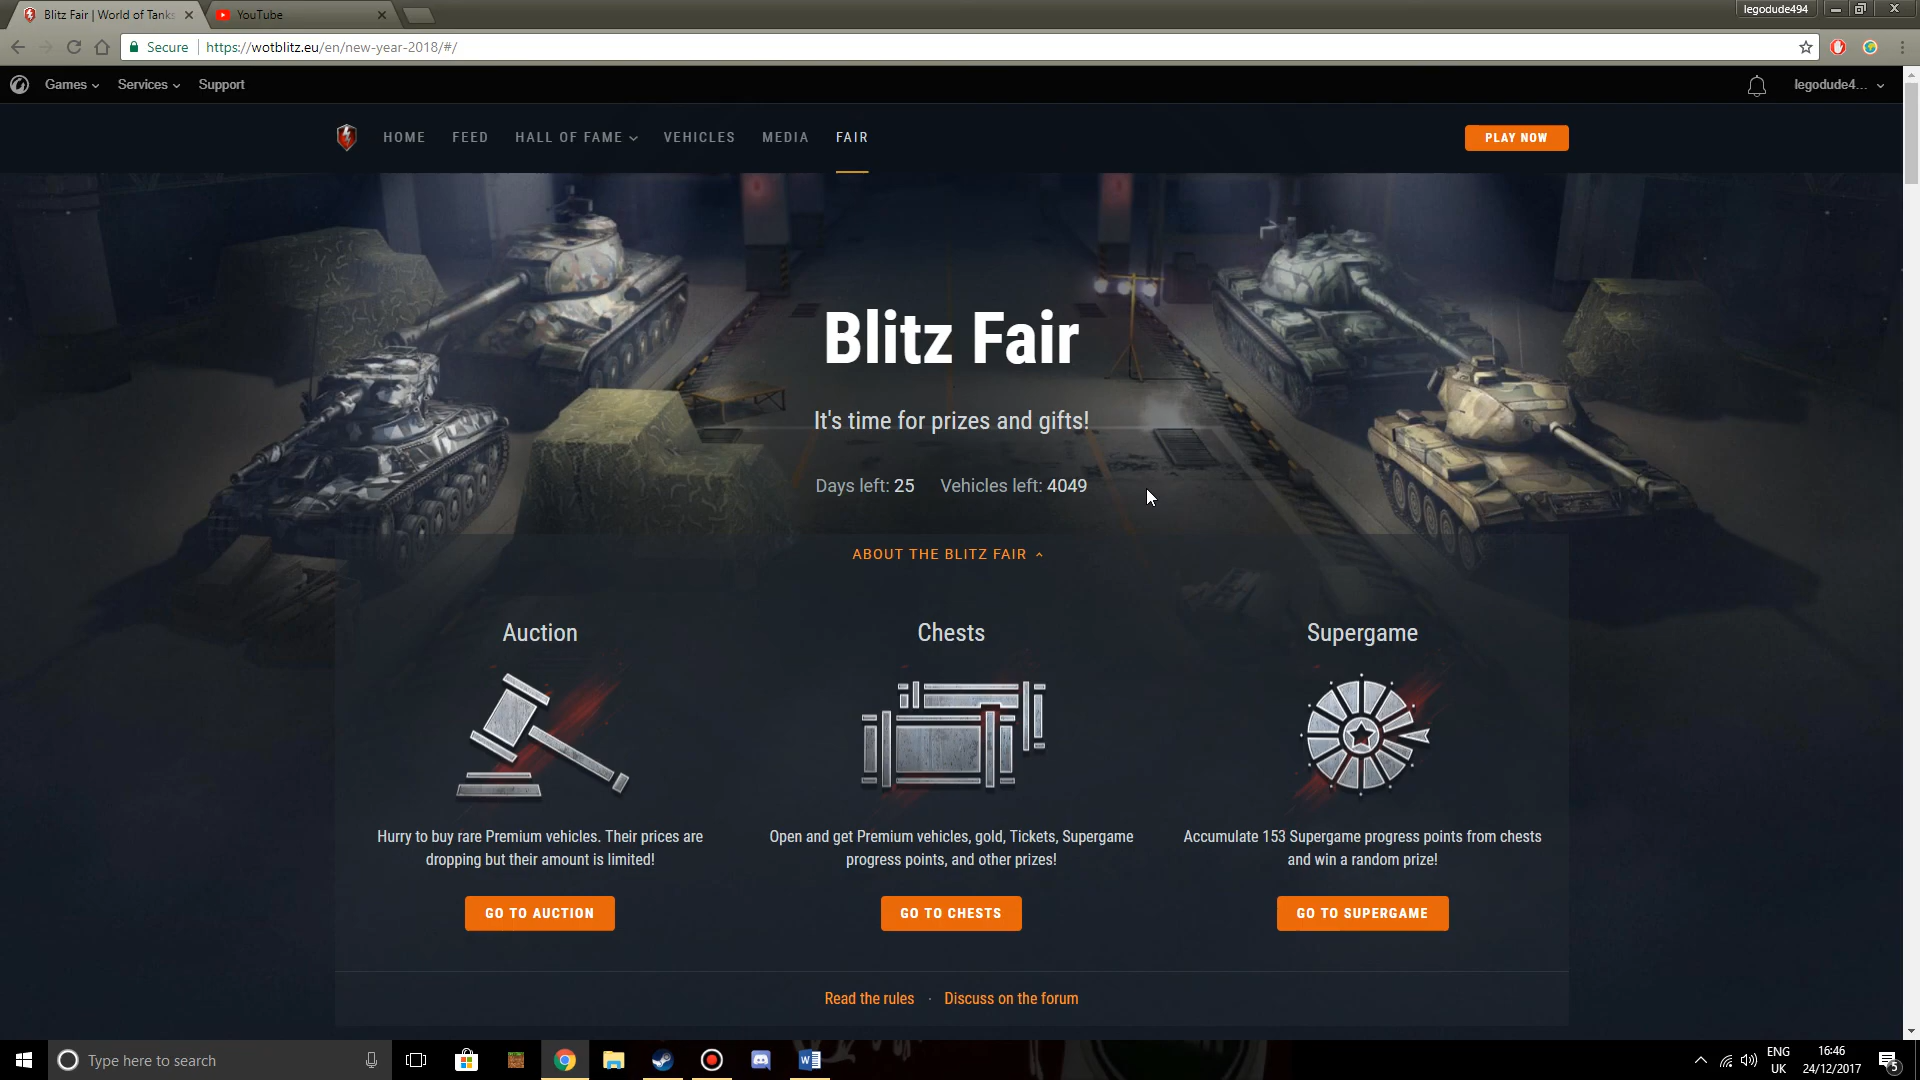 Blitz Fair | World of Tanks
YouTube
legodude494
Secure
https://wotblitz.eu/en/new-year-2018/#/
Games
Services
Support
legodude4...
HOME
FEED
HALL OF FAME
VEHICLES
MEDIA
FAIR
PLAY NOW
Blitz Fair
It's time for prizes and gifts!
Days left: 25
Vehicles left: 4049
ABOUT THE BLITZ FAIR
Auction
Chests
Supergame
Hurry to buy rare Premium vehicles. Their prices are
dropping but their amount is limited!
Open and get Premium vehicles, gold, Tickets, Supergame
progress points, and other prizes!
Accumulate 153 Supergame progress points from chests
and win a random prize!
GO TO AUCTION
GO TO CHESTS
GO TO SUPERGAME
Read the rules · Discuss on the forum
Type here to search
ENG
UK
16:46
24/12/2017
5